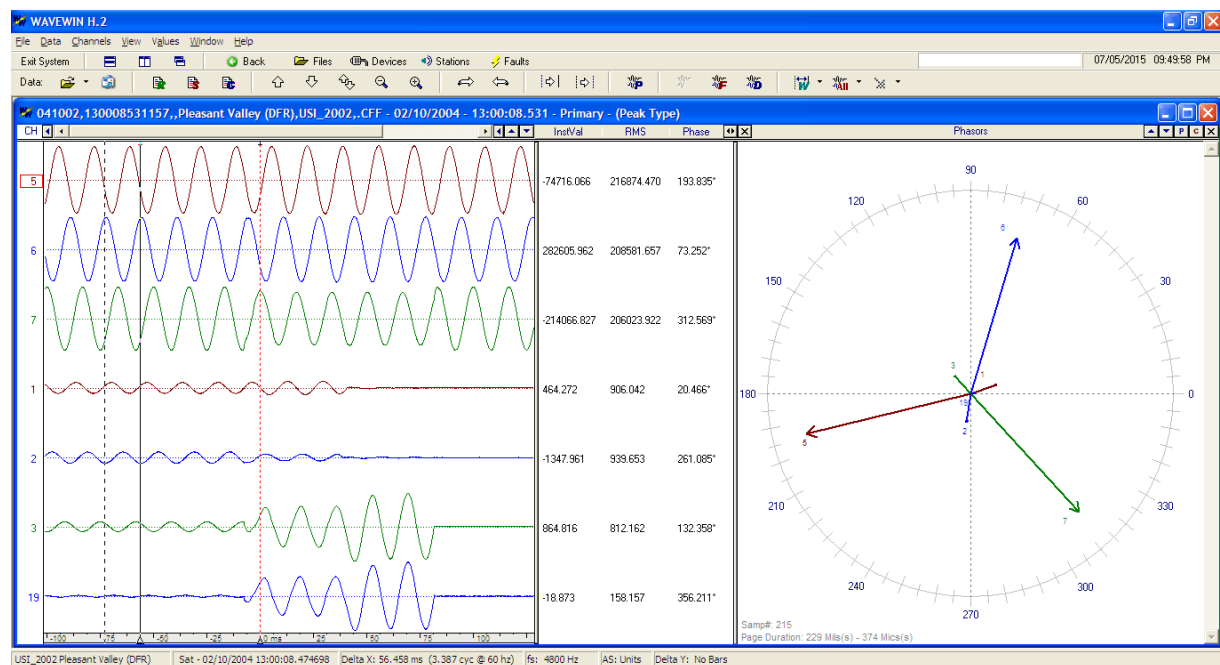 WAVEWIN H.2
File Data Channels View Values Window Help
Exit System Back Files Devices Stations Faults 07/05/2015 09:49:58 PM
Data:
041002,130008531157,,Pleasant Valley (DFR),USI_2002,.CFF - 02/10/2004 - 13:00:08.531 - Primary - (Peak Type)
CH InstVal RMS Phase Phasors P C X
5 -74716.066 216874.470 193.835°
6 282605.962 208581.657 73.252°
7 -214066.827 206023.922 312.569°
1 464.272 906.042 20.466°
2 -1347.961 939.653 261.085°
3 864.816 812.162 132.358°
19 -18.873 158.157 356.211°
-100 -75 -50 -25 0 ms 25 50 75 100
90
120 60
6
150 30
3 1
180 0
19
2
5
210 330
7
240 300
270
Samp#: 215
Page Duration: 229 Mils(s) - 374 Mics(s)
USI_2002 Pleasant Valley (DFR) Sat - 02/10/2004 13:00:08.474698 Delta X: 56.458 ms (3.387 cyc @ 60 hz) fs: 4800 Hz AS: Units Delta Y: No Bars